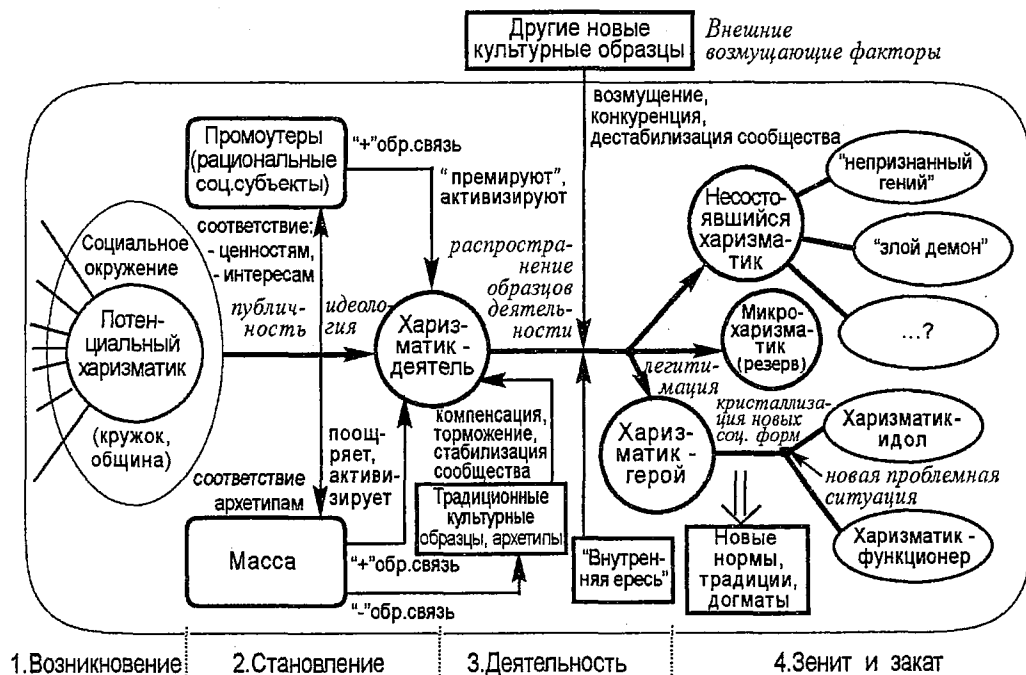 Другие новые
культурные образцы
Внешние
возмущающие факторы
возмущение,
конкуренция,
дестабилизация сообщества
Промоутеры
(рациональные
соц.субъекты)
“+”обр.связь
“премируют”,
активизируют
соответствие:
- ценностям,
- интересам
Социальное
окружение
Потен-
циальный
харизматик
(кружок,
община)
публич-
ность
идеоло-
гия
Хариз-
матик -
деятель
распростра-
нение
образцов
деятель-
ности
поощ-
ряет,
активи-
зирует
соответствие
архетипам
Масса
“+”обр.связь
“-”обр.связь
компенсация,
торможение,
стабилизация
сообщества
Традиционные
культурные
образцы, архетипы
“Внутрен-
няя ересь”
Несосто-
явшийся
харизма-
тик
“непризнанный
гений”
“злой демон”
...?
Микро-
харизма-
тик
(резерв)
легити-
мация
Хариз-
матик -
герой
кристаллиза-
ция новых
соц. форм
Харизматик-
идол
новая проблемная
ситуация
Харизматик -
функционер
Новые
нормы,
традиции,
догматы
1.Возникновение
2.Становление
3.Деятельность
4.Зенит и закат